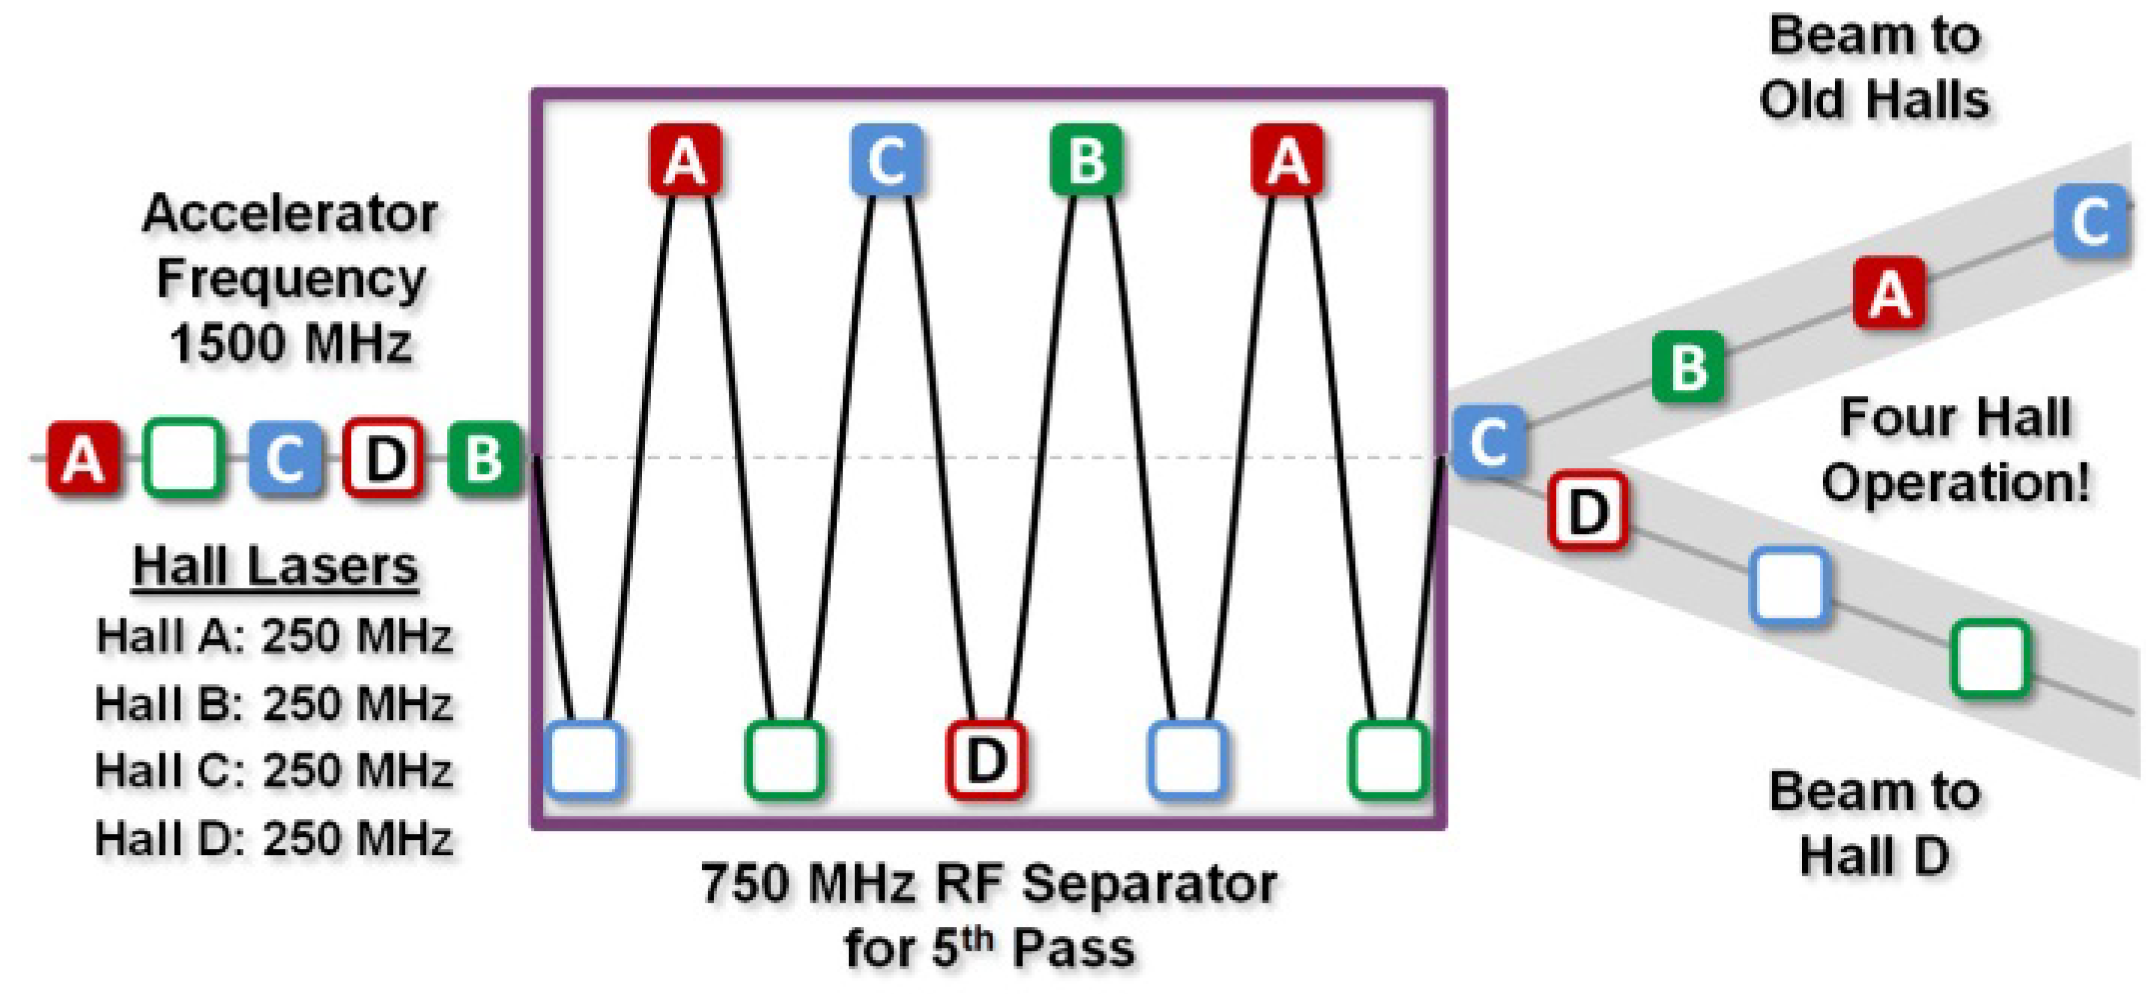 Accelerator
Frequency
1500 MHz
A C D B
Hall Lasers
Hall A: 250 MHz
Hall B: 250 MHz
Hall C: 250 MHz
Hall D: 250 MHz
A C B A
D
750 MHz RF Separator
for 5th Pass
Beam to
Old Halls
C
A
B
C
D
Four Hall
Operation!
Beam to
Hall D